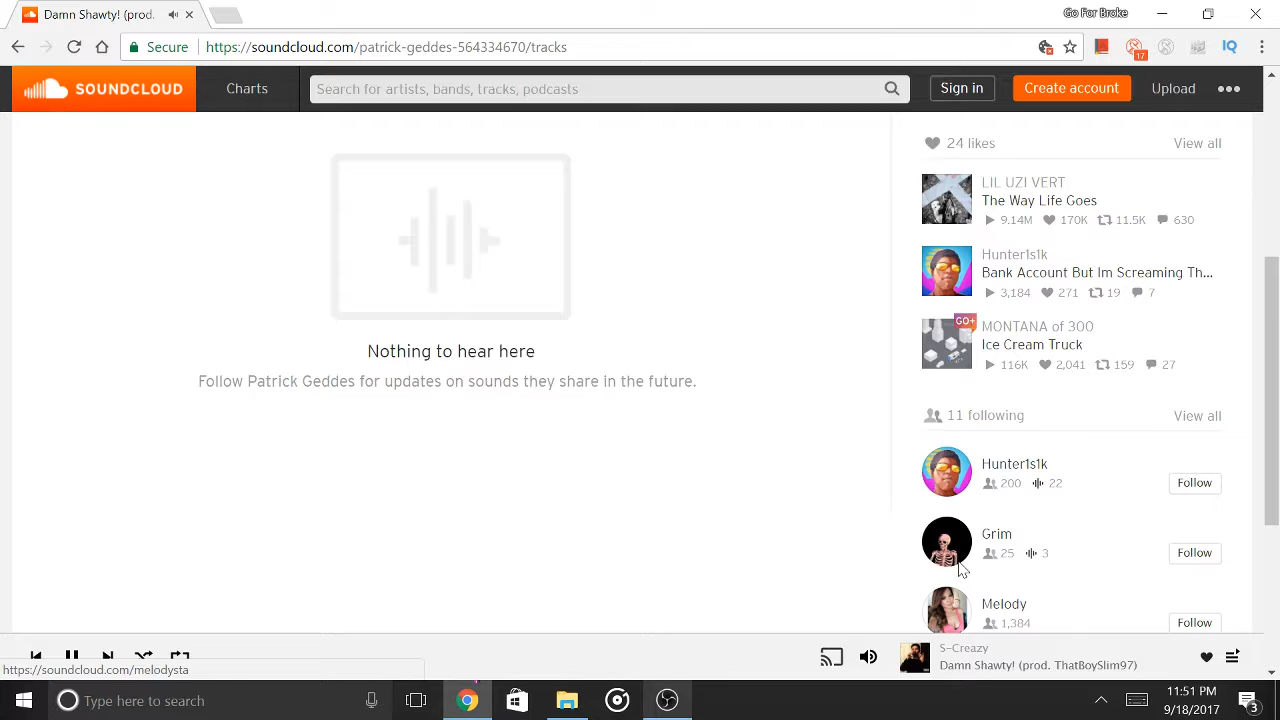 Damn Shawty! (prod.
Go For Broke
Secure
https://soundcloud.com/patrick-geddes-564334670/tracks
17
IQ
SOUNDCLOUD
Charts
Search for artists, bands, tracks, podcasts
Sign in
Create account
Upload
24 likes
View all
LIL UZI VERT
The Way Life Goes
9.14M 170K 11.5K 630
Hunter1s1k
Bank Account But Im Screaming Th...
3,184 271 19 7
GO+
MONTANA of 300
Ice Cream Truck
116K 2,041 159 27
Nothing to hear here
Follow Patrick Geddes for updates on sounds they share in the future.
11 following
View all
Hunter1s1k
200 22
Follow
Grim
25 3
Follow
Melody
1,384
Follow
https://soundcloud.com/melodysta
S-Creazy
Damn Shawty! (prod. ThatBoySlim97)
Type here to search
11:51 PM
9/18/2017
3